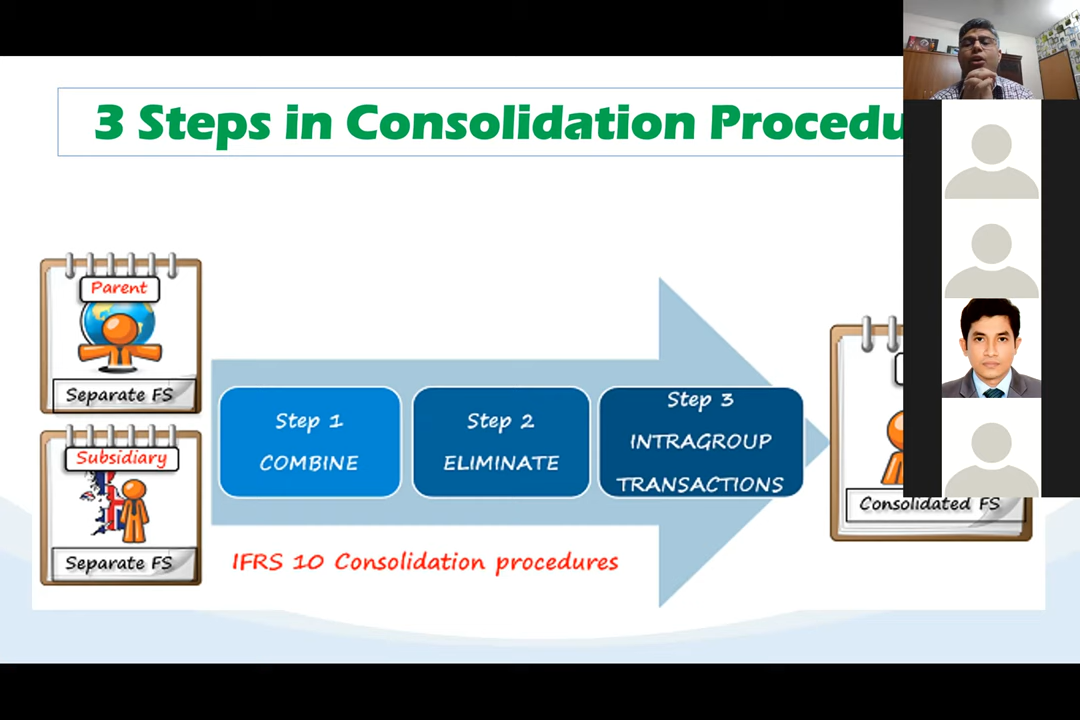 3 Steps in Consolidation
Parent
Separate FS
Subsidiary
Separate FS
Step 1
COMBINE
Step 2
ELIMINATE
Step 3
INTRAGROUP
TRANSACTIONS
Consolidated FS
IFRS 10 Consolidation procedures